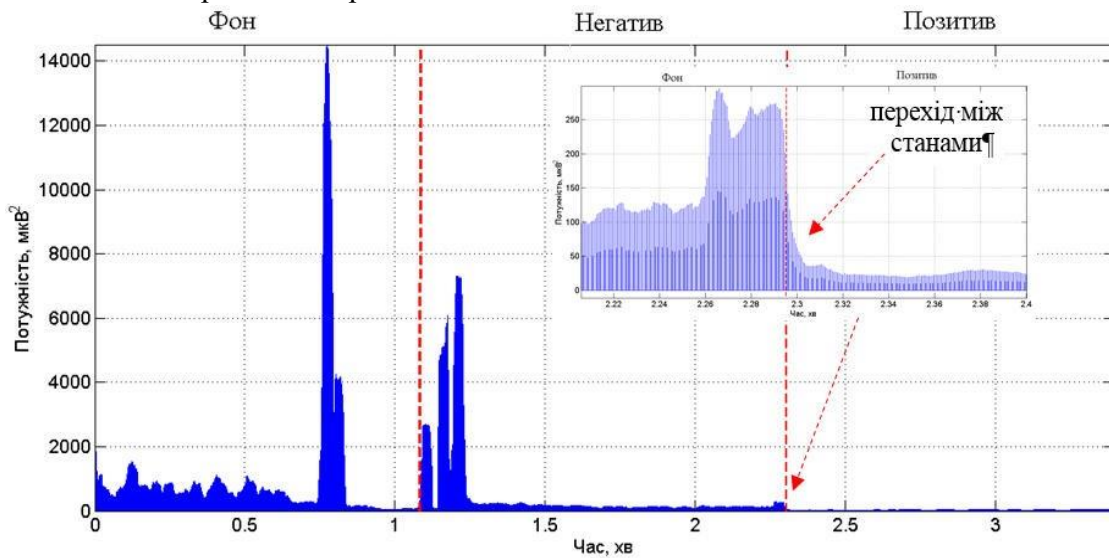 Фон Негатив Позитив
14000
12000
10000
8000
6000
4000
2000
0
Потужність, мкВ²
0 0.5 1 1.5 2 2.5 3
Час, хв
Фон Позитив
250
200
150
100
50
0
Потужність, мкВ²
2.22 2.24 2.26 2.28 2.3 2.32 2.34 2.36 2.38 2.4
Час, хв
перехід·між
станами¶